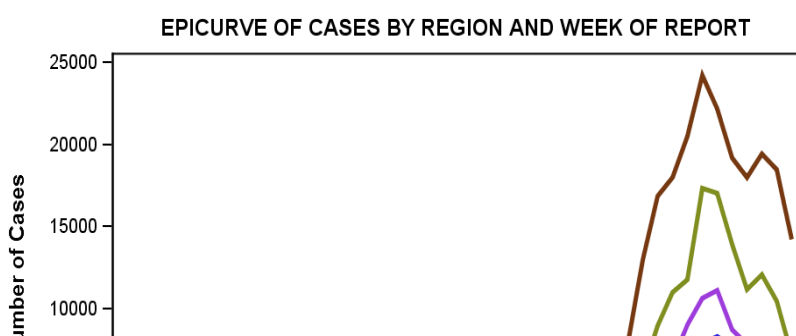 EPICURVE OF CASES BY REGION AND WEEK OF REPORT
25000
20000
15000
10000
umber of Cases